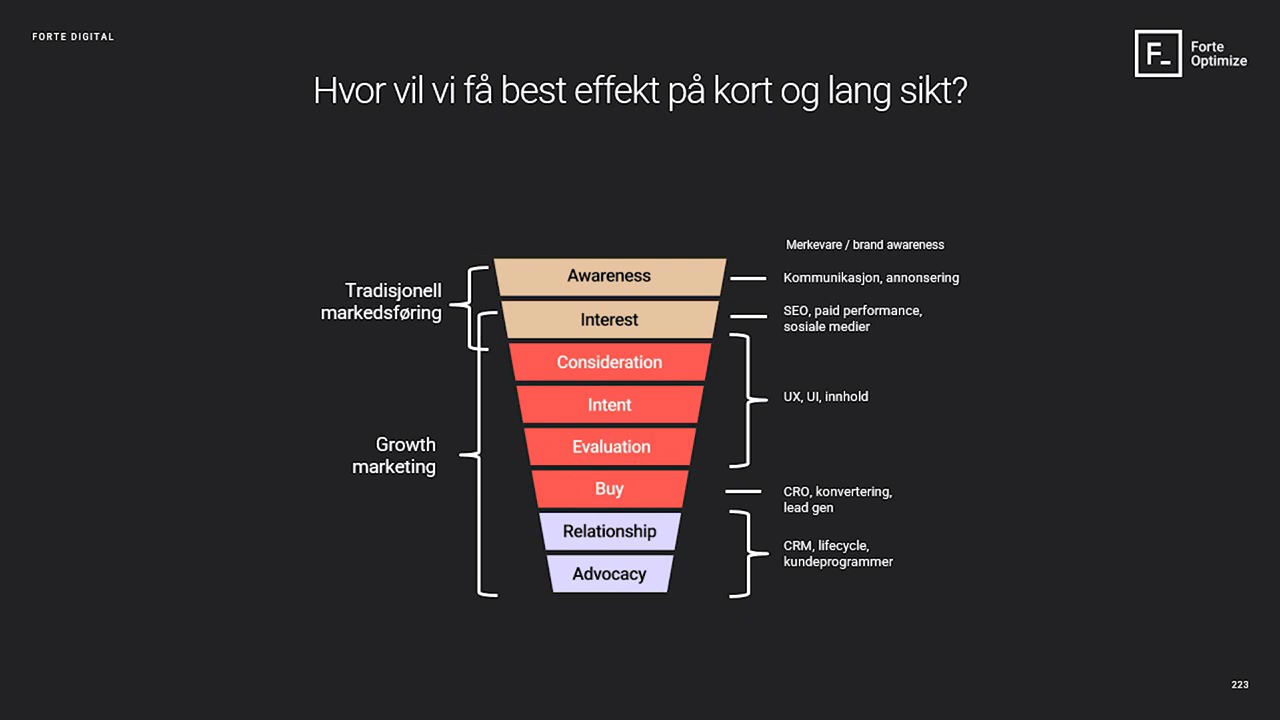 FORTE DIGITAL
F_ Forte
Optimize
Hvor vil vi få best effekt på kort og lang sikt?
Merkevare / brand awareness
Tradisjonell
markedsføring
Awareness
Kommunikasjon, annonsering
Interest
SEO, paid performance,
sosiale medier
Growth
marketing
Consideration
Intent
Evaluation
UX, UI, innhold
Buy
CRO, konvertering,
lead gen
Relationship
Advocacy
CRM, lifecycle,
kundeprogrammer
223